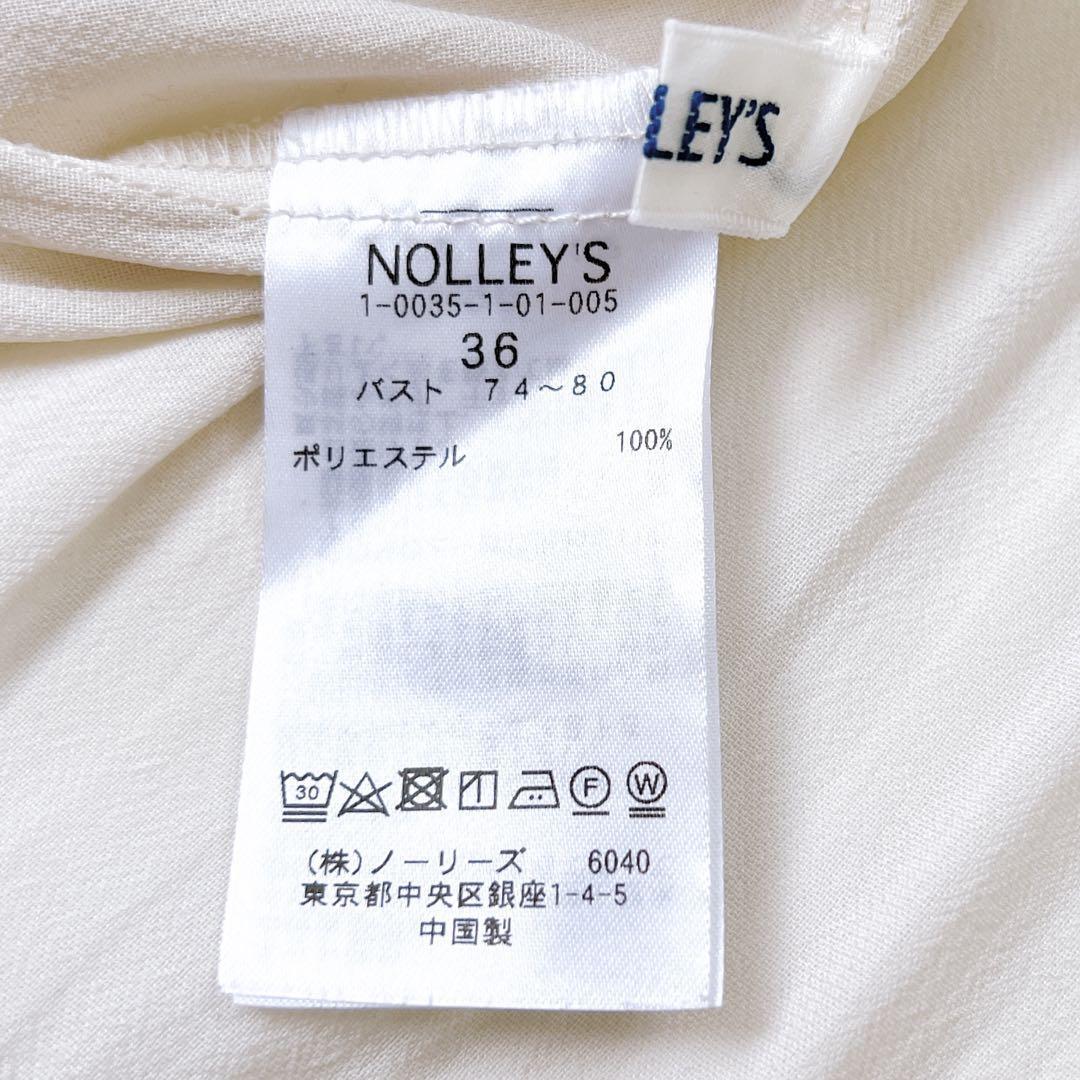 LEY'S
NOLLEY'S
1-0035-1-01-005
36
バスト 74～80
ポリエステル 100%
30 F W
(株)ノーリーズ 6040
東京都中央区銀座1-4-5
中国製